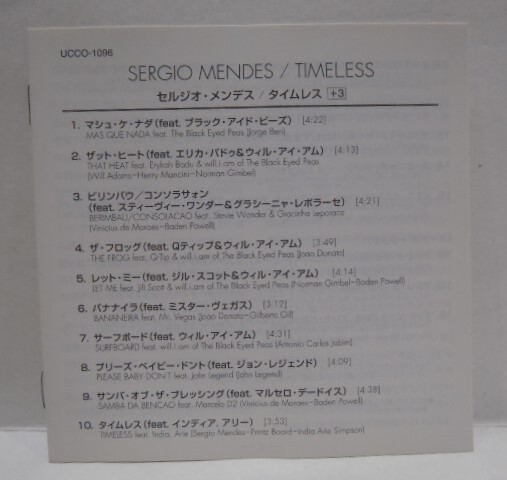 UCCO-1096
SERGIO MENDES / TIMELESS
セルジオ・メンデス / タイムレス +3
1. マシュ・ケ・ナダ(feat. ブラック・アイド・ピーズ) [4:22]
MAS QUE NADA feat. The Black Eyed Peas (Jorge Ben)
2. ザット・ヒート(feat. エリカ・バドゥ&ウィル・アイ・アム) [4:13]
THAT HEAT feat. Erykah Badu & will.i.am of The Black Eyed Peas
(Will Adams–Henry Mancini–Norman Gimbel)
3. ビリンバウ/コンソラサォン
(feat. スティーヴィー・ワンダー&グラシーニャ・レポラーセ) [4:21]
BERIMBAU/CONSOLACAO feat. Stevie Wonder & Gracinha Leporace
(Vinicius de Moraes–Baden Powell)
4. ザ・フロッグ(feat. Qティップ&ウィル・アイ・アム) [3:49]
THE FROG feat. Q-Tip & will.i.am of The Black Eyed Peas (Joao Donato)
5. レット・ミー(feat. ジル・スコット&ウィル・アイ・アム) [4:14]
LET ME feat. Jill Scott & will.i.am of The Black Eyed Peas (Norman Gimbel–Baden Powell)
6. バナナイラ(feat. ミスター・ヴェガス) [3:12]
BANANEIRA feat. Mr. Vegas (Joao Donato–Gilberto Gil)
7. サーフボード(feat. ウィル・アイ・アム) [4:31]
SURFBOARD feat. will.i.am of The Black Eyed Peas (Antonio Carlos Jobim)
8. プリーズ・ベイビー・ドント(feat. ジョン・レジェンド) [4:09]
PLEASE BABY DON'T feat. John Legend (John Legend)
9. サンバ・オブ・ザ・ブレッシング(feat. マルセロ・デードイス) [4:38]
SAMBA DA BENCAO feat. Marcelo D2 (Vinicius de Moraes–Baden Powell)
10. タイムレス(feat. インディア. アリー) [3:53]
TIMELESS feat. India. Arie (Sergio Mendes–Printz Board–India Arie Simpson)